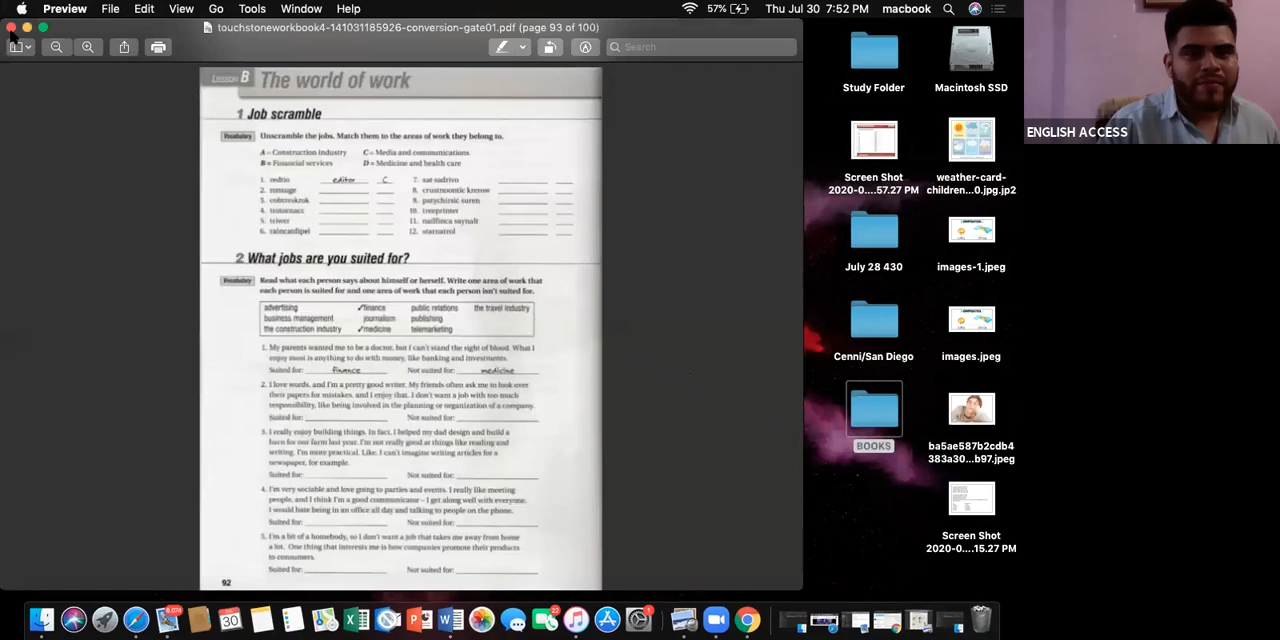 Preview File Edit View Go Tools Window Help 57% Thu Jul 30 7:52 PM macbook
touchstoneworkbook4-141031185926-conversion-gate01.pdf (page 93 of 100)
Search
Lesson B The world of work
1 Job scramble
Vocabulary Unscramble the jobs. Match them to the areas of work they belong to.
A = Construction industry C = Media and communications
B = Financial services D = Medicine and health care
1. editor C 7.
2. 8.
3. 9.
4. 10.
5. 11.
6. 12.
2 What jobs are you suited for?
Vocabulary Read what each person says about himself or herself. Write one area of work that
each person is suited for and one area of work that each person isn't suited for.
advertising ✓finance public relations the travel industry
business management journalism publishing
the construction industry ✓medicine telemarketing
1. My parents wanted me to be a doctor, but I can't stand the sight of blood. What I
enjoy most is anything to do with money, like banking and investments.
Suited for: finance Not suited for: medicine
2. I love words, and I'm a pretty good writer. My friends often ask me to look over
their papers for mistakes, and I enjoy that. I don't want a job with too much
responsibility, like being involved in the planning or organization of a company.
Suited for: Not suited for:
3. I really enjoy building things. In fact, I helped my dad design and build a
barn for our farm last year. I'm not really good at things like reading and
writing. I'm more practical. Like, I can't imagine writing articles for a
newspaper, for example.
Suited for: Not suited for:
4. I'm very sociable and love going to parties and events. I really like meeting
people, and I think I'm a good communicator – I get along well with everyone.
I would hate being in an office all day and talking to people on the phone.
Suited for: Not suited for:
5. I'm a bit of a homebody, so I don't want a job that takes me away from home
a lot. One thing that interests me is how companies promote their products
to consumers.
Suited for: Not suited for:
92
Study Folder Macintosh SSD
Screen Shot
2020-0....57.27 PM
weather-card-
children...0.jpg.jp2
July 28 430 images-1.jpeg
Cenni/San Diego images.jpeg
BOOKS ba5ae587b2cdb4
383a30...b97.jpeg
Screen Shot
2020-0....15.27 PM
ENGLISH ACCESS
30